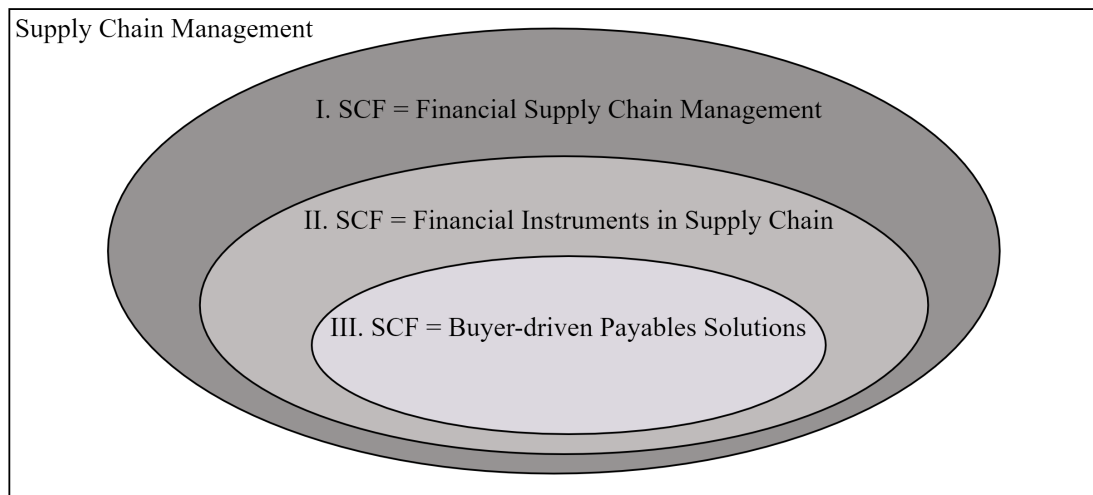 Supply Chain Management
I. SCF = Financial Supply Chain Management
II. SCF = Financial Instruments in Supply Chain
III. SCF = Buyer-driven Payables Solutions